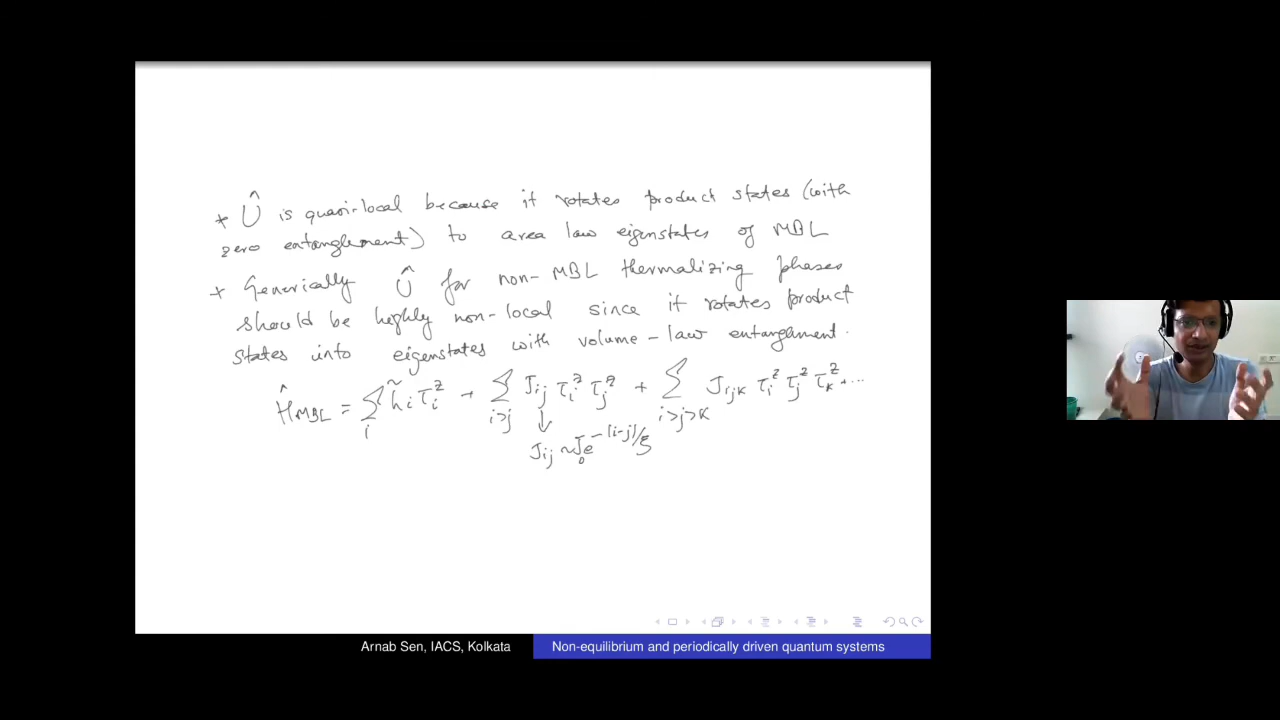 * Û is quasi-local because it rotates product states (with
zero entanglement) to area law eigenstates of MBL
* Generically Û for non-MBL thermalizing phases
should be highly non-local since it rotates product
states into eigenstates with volume-law entanglment.
Ĥ_MBL = Σ_i h̃_i τ_i^z + Σ_{i>j} J_ij τ_i^z τ_j^z + Σ_{i>j>k} J_ijk τ_i^z τ_j^z τ_k^z + ...
↓
J_ij ~ J_0 e^{-|i-j|/ξ}
Arnab Sen, IACS, Kolkata
Non-equilibrium and periodically driven quantum systems